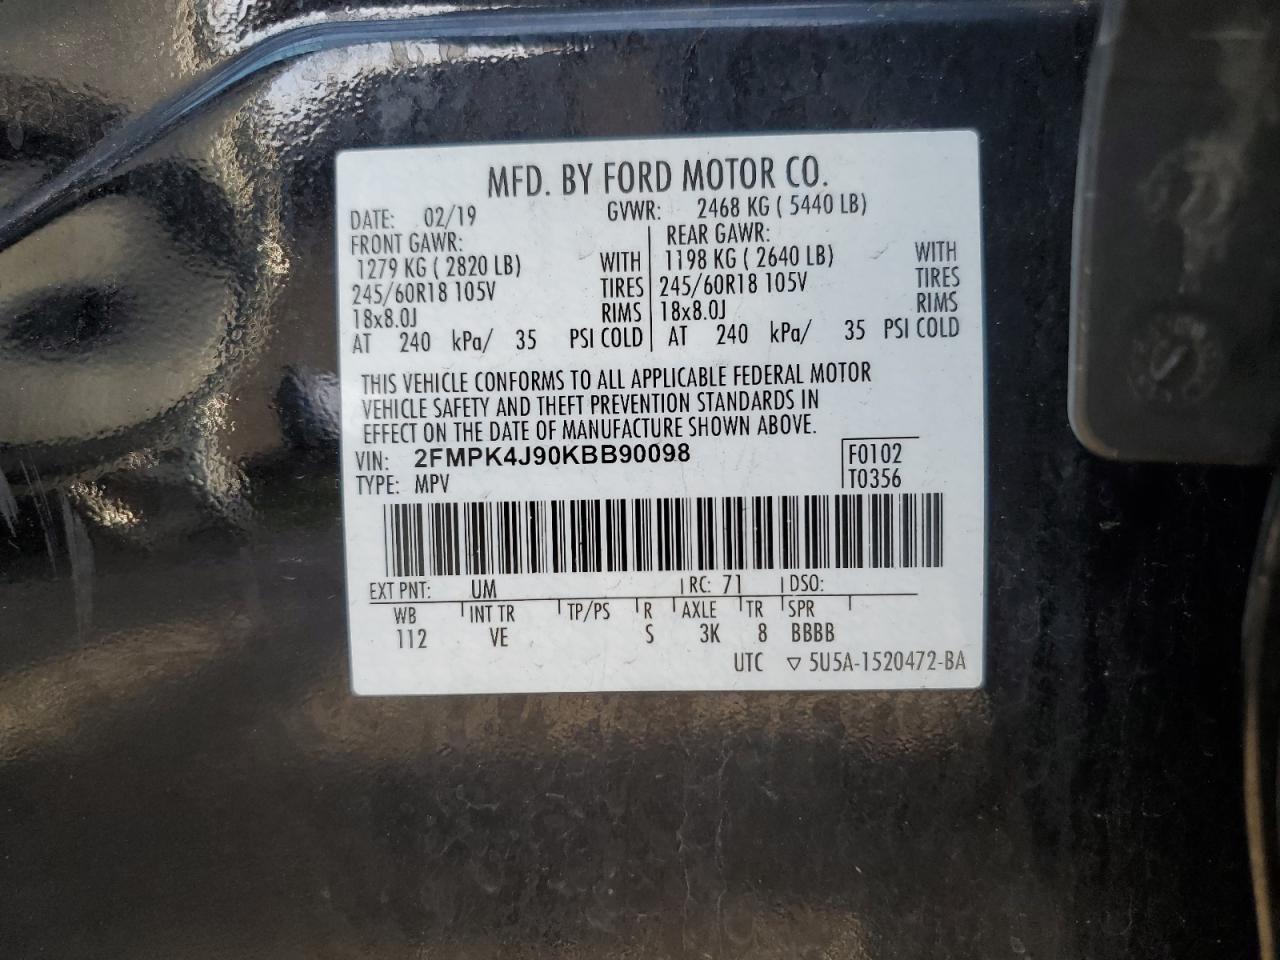 MFD. BY FORD MOTOR CO.
DATE: 02/19 GVWR: 2468 KG ( 5440 LB)
FRONT GAWR: REAR GAWR:
1279 KG ( 2820 LB) WITH 1198 KG ( 2640 LB) WITH
245/60R18 105V TIRES 245/60R18 105V TIRES
18x8.0J RIMS 18x8.0J RIMS
AT 240 kPa/ 35 PSI COLD AT 240 kPa/ 35 PSI COLD
THIS VEHICLE CONFORMS TO ALL APPLICABLE FEDERAL MOTOR
VEHICLE SAFETY AND THEFT PREVENTION STANDARDS IN
EFFECT ON THE DATE OF MANUFACTURE SHOWN ABOVE.
VIN: 2FMPK4J90KBB90098 F0102
TYPE: MPV T0356
EXT PNT: UM RC: 71 DSO:
WB INT TR TP/PS R AXLE TR SPR
112 VE S 3K 8 BBBB
UTC ▽ 5U5A-1520472-BA